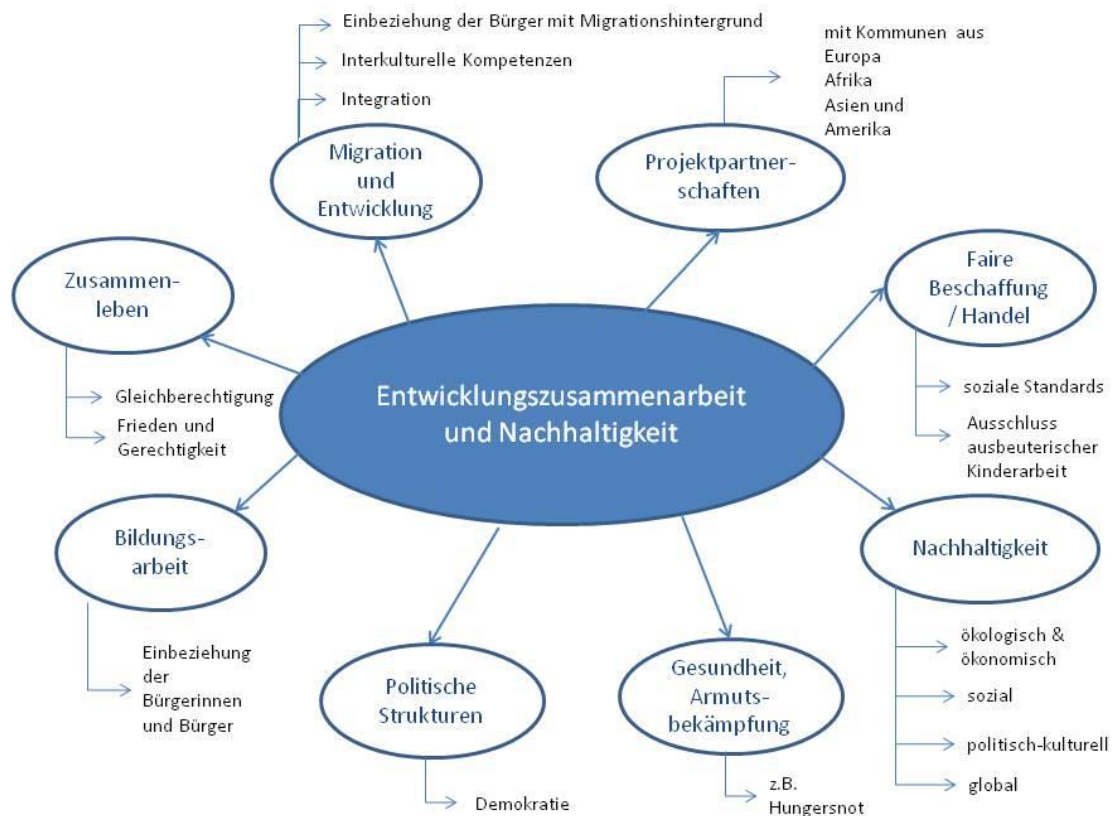 Einbeziehung der Bürger mit Migrationshintergrund
Interkulturelle Kompetenzen
Integration
Migration
und
Entwicklung
mit Kommunen aus
Europa
Afrika
Asien und
Amerika
Projektpartner-
schaften
Zusammen-
leben
Gleichberechtigung
Frieden und
Gerechtigkeit
Faire
Beschaffung
/ Handel
soziale Standards
Ausschluss
ausbeuterischer
Kinderarbeit
Entwicklungszusammenarbeit
und Nachhaltigkeit
Bildungs-
arbeit
Einbeziehung
der
Bürgerinnen
und Bürger
Politische
Strukturen
Demokratie
Gesundheit,
Armuts-
bekämpfung
z.B.
Hungersnot
Nachhaltigkeit
ökologisch &
ökonomisch
sozial
politisch-kulturell
global